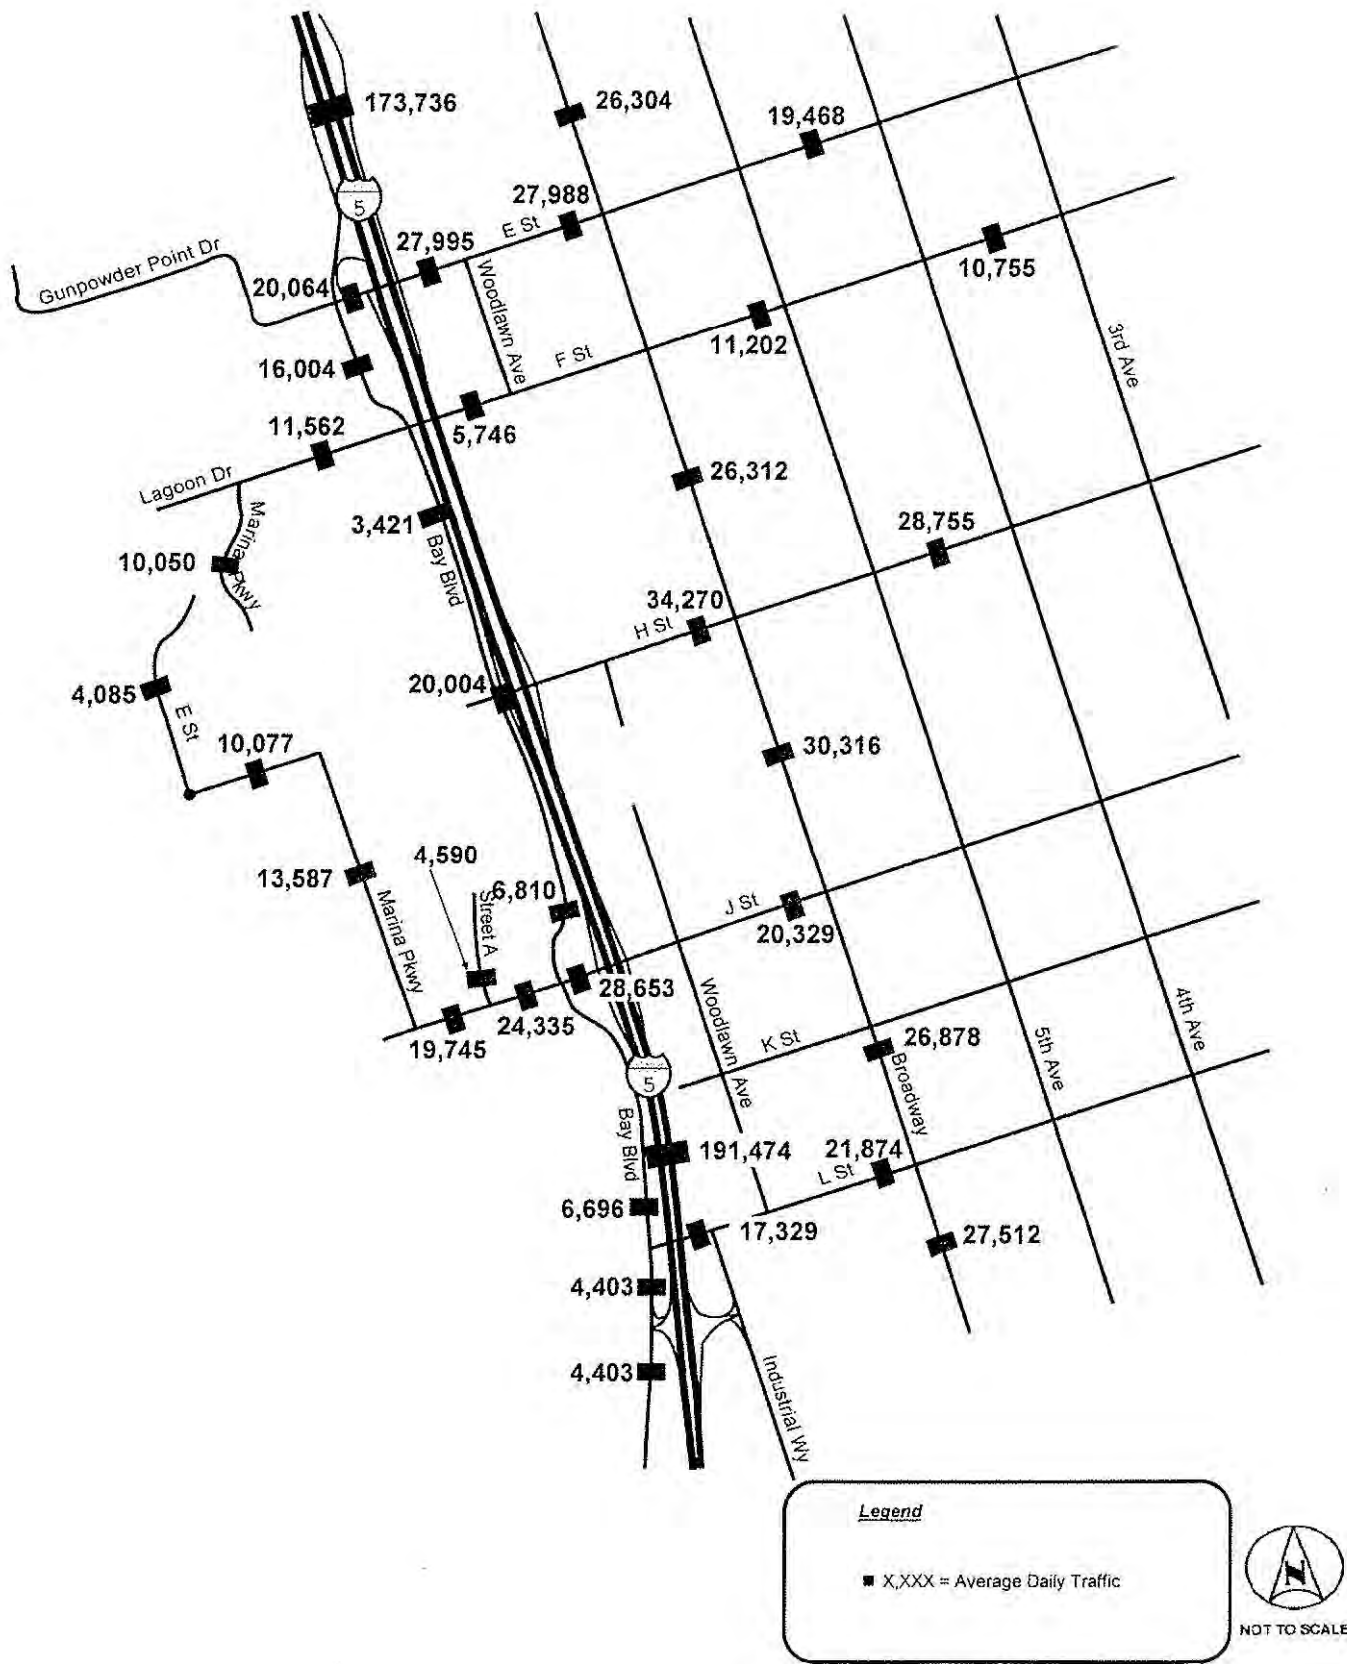 173,736
26,304
19,468
5
27,988
E St
27,995
Gunpowder Point Dr
20,064
Woodlawn Ave
10,755
11,202
F St
3rd Ave
16,004
11,562
5,746
Lagoon Dr
Marina Pkwy
26,312
3,421
Bay Blvd
28,755
10,050
34,270
H St
4,085
E St
20,004
10,077
30,316
4,590
6,810
13,587
Street A
Marina Pkwy
J St
20,329
28,653
24,335
19,745
Woodlawn Ave
K St
26,878
Broadway
5th Ave
4th Ave
5
Bay Blvd
191,474
21,874
L St
6,696
17,329
27,512
4,403
4,403
Industrial Wy
Legend
X,XXX = Average Daily Traffic
N
NOT TO SCALE